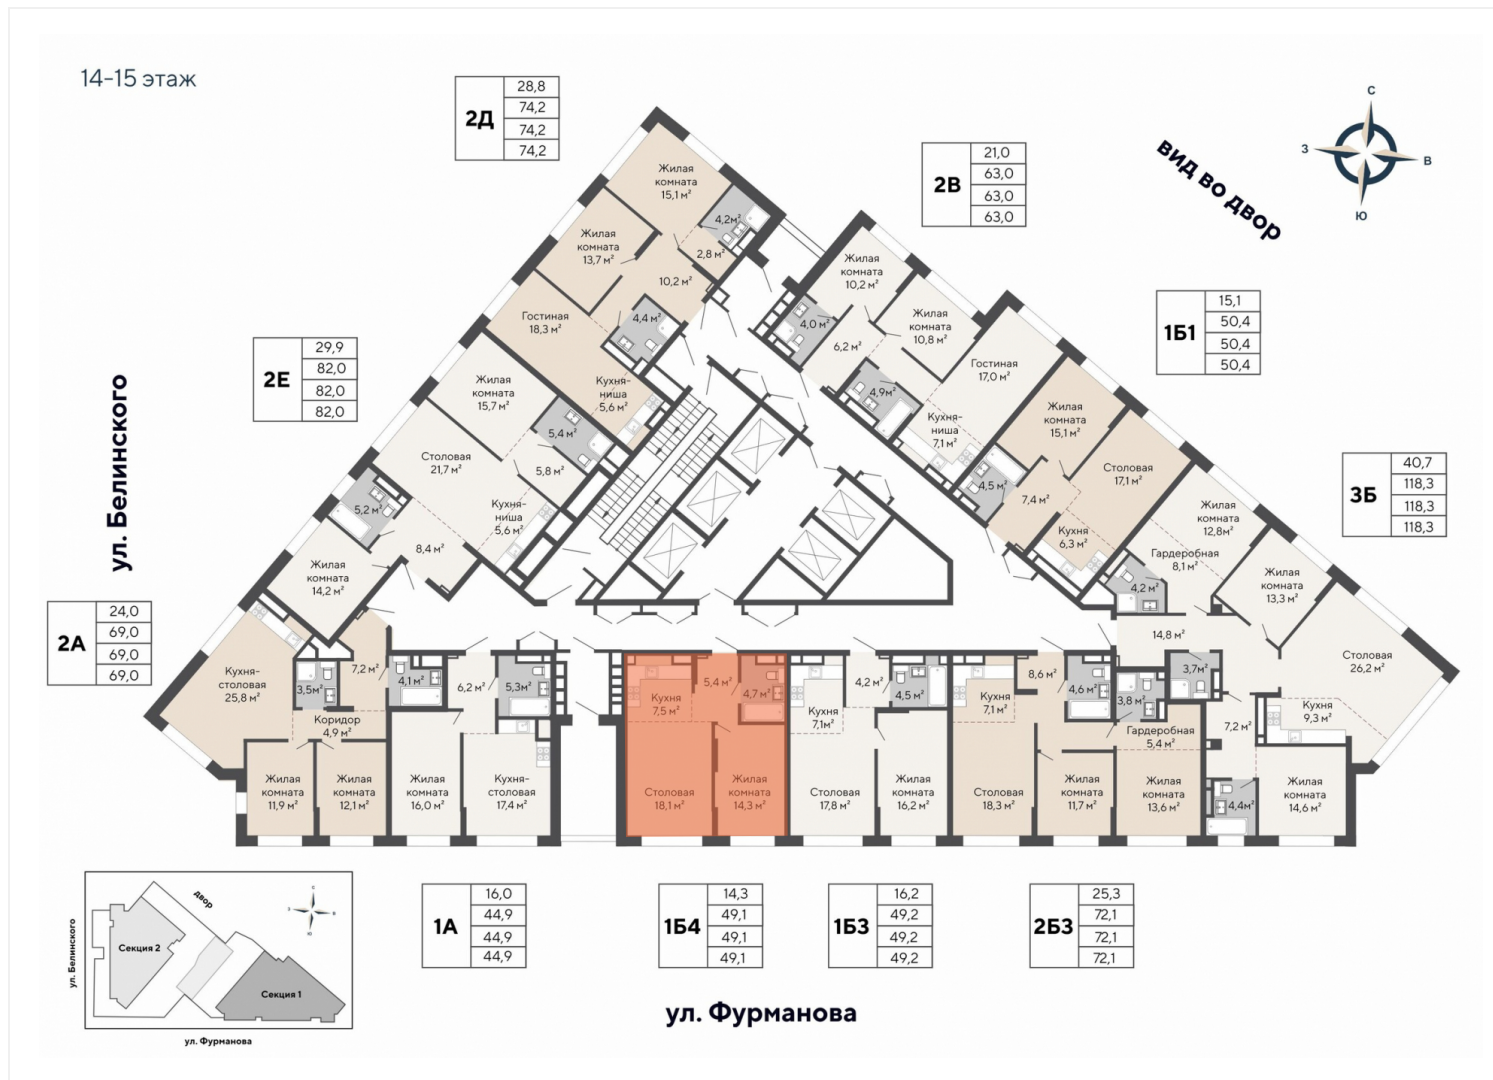 14-15 этаж
2Д
28,8
74,2
74,2
74,2
2В
21,0
63,0
63,0
63,0
С
З
В
Ю
вид во двор
1Б1
15,1
50,4
50,4
50,4
2Е
29,9
82,0
82,0
82,0
3Б
40,7
118,3
118,3
118,3
2А
24,0
69,0
69,0
69,0
ул. Белинского
Жилая
комната
15,1 м²
4,2м²
2,8 м²
Жилая
комната
13,7 м²
10,2 м²
Гостиная
18,3 м²
4,4 м²
Кухня-
ниша
5,6 м²
Жилая
комната
10,2 м²
4,0 м²
6,2 м²
Жилая
комната
10,8 м²
Гостиная
17,0 м²
4,9м²
Кухня-
ниша
7,1 м²
Жилая
комната
15,1 м²
4,5 м²
7,4 м²
Столовая
17,1 м²
Кухня
6,3 м²
Жилая
комната
15,7 м²
5,4 м²
5,8 м²
Столовая
21,7 м²
Кухня-
ниша
5,6 м²
5,2 м²
8,4 м²
Жилая
комната
14,2 м²
Жилая
комната
12,8м²
Гардеробная
8,1 м²
4,2 м²
Жилая
комната
13,3 м²
14,8 м²
Столовая
26,2 м²
3,7м²
Кухня
9,3 м²
7,2 м²
4,4м²
Жилая
комната
14,6 м²
Кухня-
столовая
25,8 м²
7,2 м²
3,5м²
Коридор
4,9 м²
Жилая
комната
11,9 м²
Жилая
комната
12,1 м²
4,1 м²
6,2 м²
5,3м²
Жилая
комната
16,0 м²
Кухня-
столовая
17,4 м²
Кухня
7,5 м²
5,4 м²
4,7 м²
Столовая
18,1 м²
Жилая
комната
14,3 м²
4,2 м²
4,5 м²
Кухня
7,1м²
Столовая
17,8 м²
Жилая
комната
16,2 м²
Кухня
7,1 м²
8,6 м²
4,6 м²
3,8 м²
Гардеробная
5,4 м²
Столовая
18,3 м²
Жилая
комната
11,7 м²
Жилая
комната
13,6 м²
1А
16,0
44,9
44,9
44,9
1Б4
14,3
49,1
49,1
49,1
1Б3
16,2
49,2
49,2
49,2
2Б3
25,3
72,1
72,1
72,1
ул. Фурманова
двор
С
З
В
Ю
ул. Белинского
Секция 2
Секция 1
ул. Фурманова